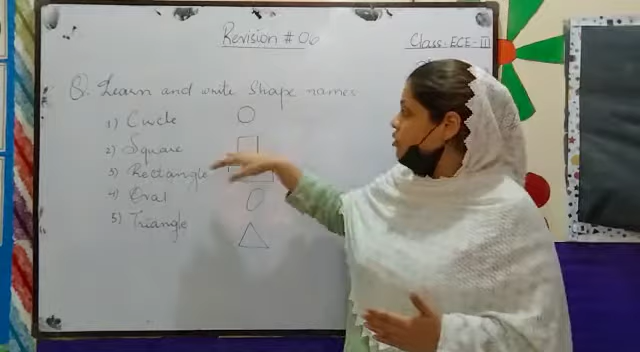 Revision # 06
Class: ECE-II
Q. Learn and write Shape names
1) Circle
2) Square
3) Rectangle
4) Oval
5) Triangle